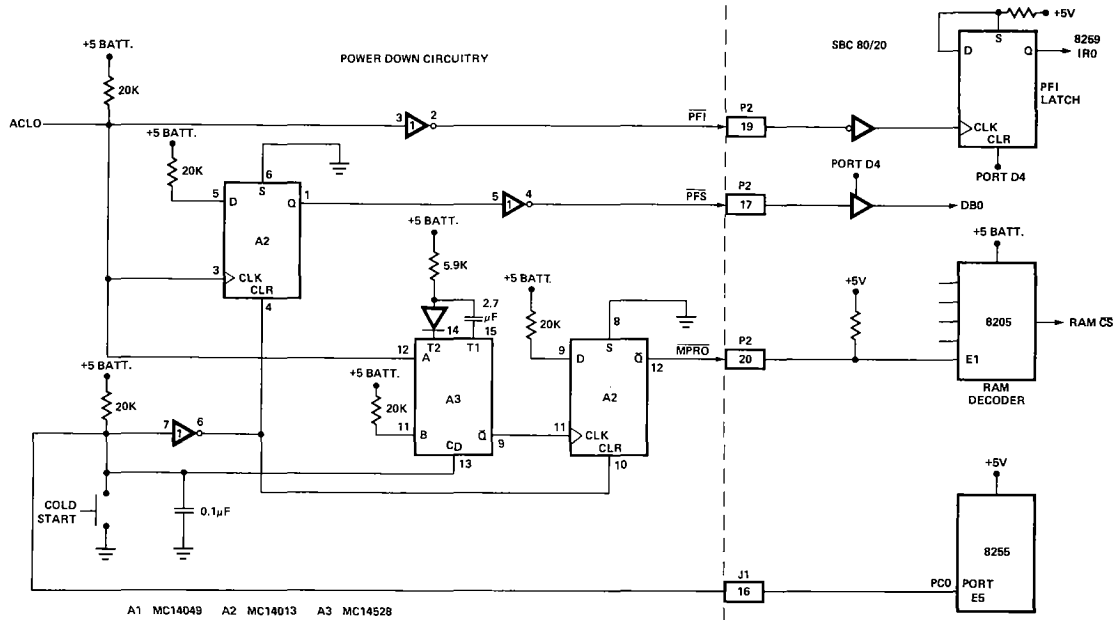 +5V
+5 BATT.
S
SBC 80/20
D
Q
8269
IR0
POWER DOWN CIRCUITRY
20K
PFI
LATCH
P2
3
1
2
PFI
ACLO
19
CLK
CLR
+5 BATT.
PORT D4
20K
6
S
PORT D4
5
D
Q
1
P2
5
1
4
PFS
17
DB0
A2
+5 BATT.
+5 BATT.
5.9K
3
CLK
CLR
+5 BATT.
+5V
4
2.7
µF
8
8205
RAM CS
14
15
20K
S
T2
T1
P2
12
A
9
D
Q
MPRO
20
E1
+5 BATT.
+5 BATT.
12
A3
A2
RAM
DECODER
20K
20K
7
1
6
11
B
Q
11
CLK
CD
9
CLR
13
10
+5V
COLD
START
0.1µF
8255
J1
PC0
PORT
16
E5
A1 MC14049 A2 MC14013 A3 MC14528